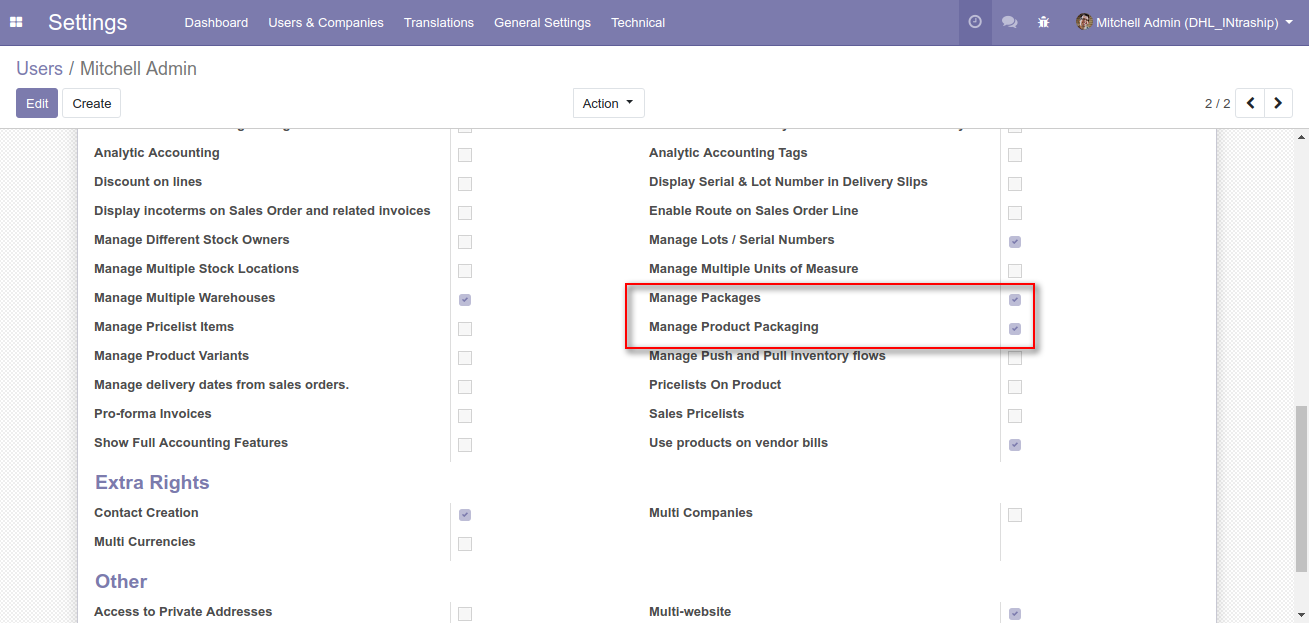 Settings Dashboard Users & Companies Translations General Settings Technical Mitchell Admin (DHL_INtraship)
Users / Mitchell Admin
Edit Create Action 2 / 2
Analytic Accounting Analytic Accounting Tags
Discount on lines Display Serial & Lot Number in Delivery Slips
Display incoterms on Sales Order and related invoices Enable Route on Sales Order Line
Manage Different Stock Owners Manage Lots / Serial Numbers
Manage Multiple Stock Locations Manage Multiple Units of Measure
Manage Multiple Warehouses Manage Packages
Manage Pricelist Items Manage Product Packaging
Manage Product Variants Manage Push and Pull inventory flows
Manage delivery dates from sales orders. Pricelists On Product
Pro-forma Invoices Sales Pricelists
Show Full Accounting Features Use products on vendor bills
Extra Rights
Contact Creation Multi Companies
Multi Currencies
Other
Access to Private Addresses Multi-website